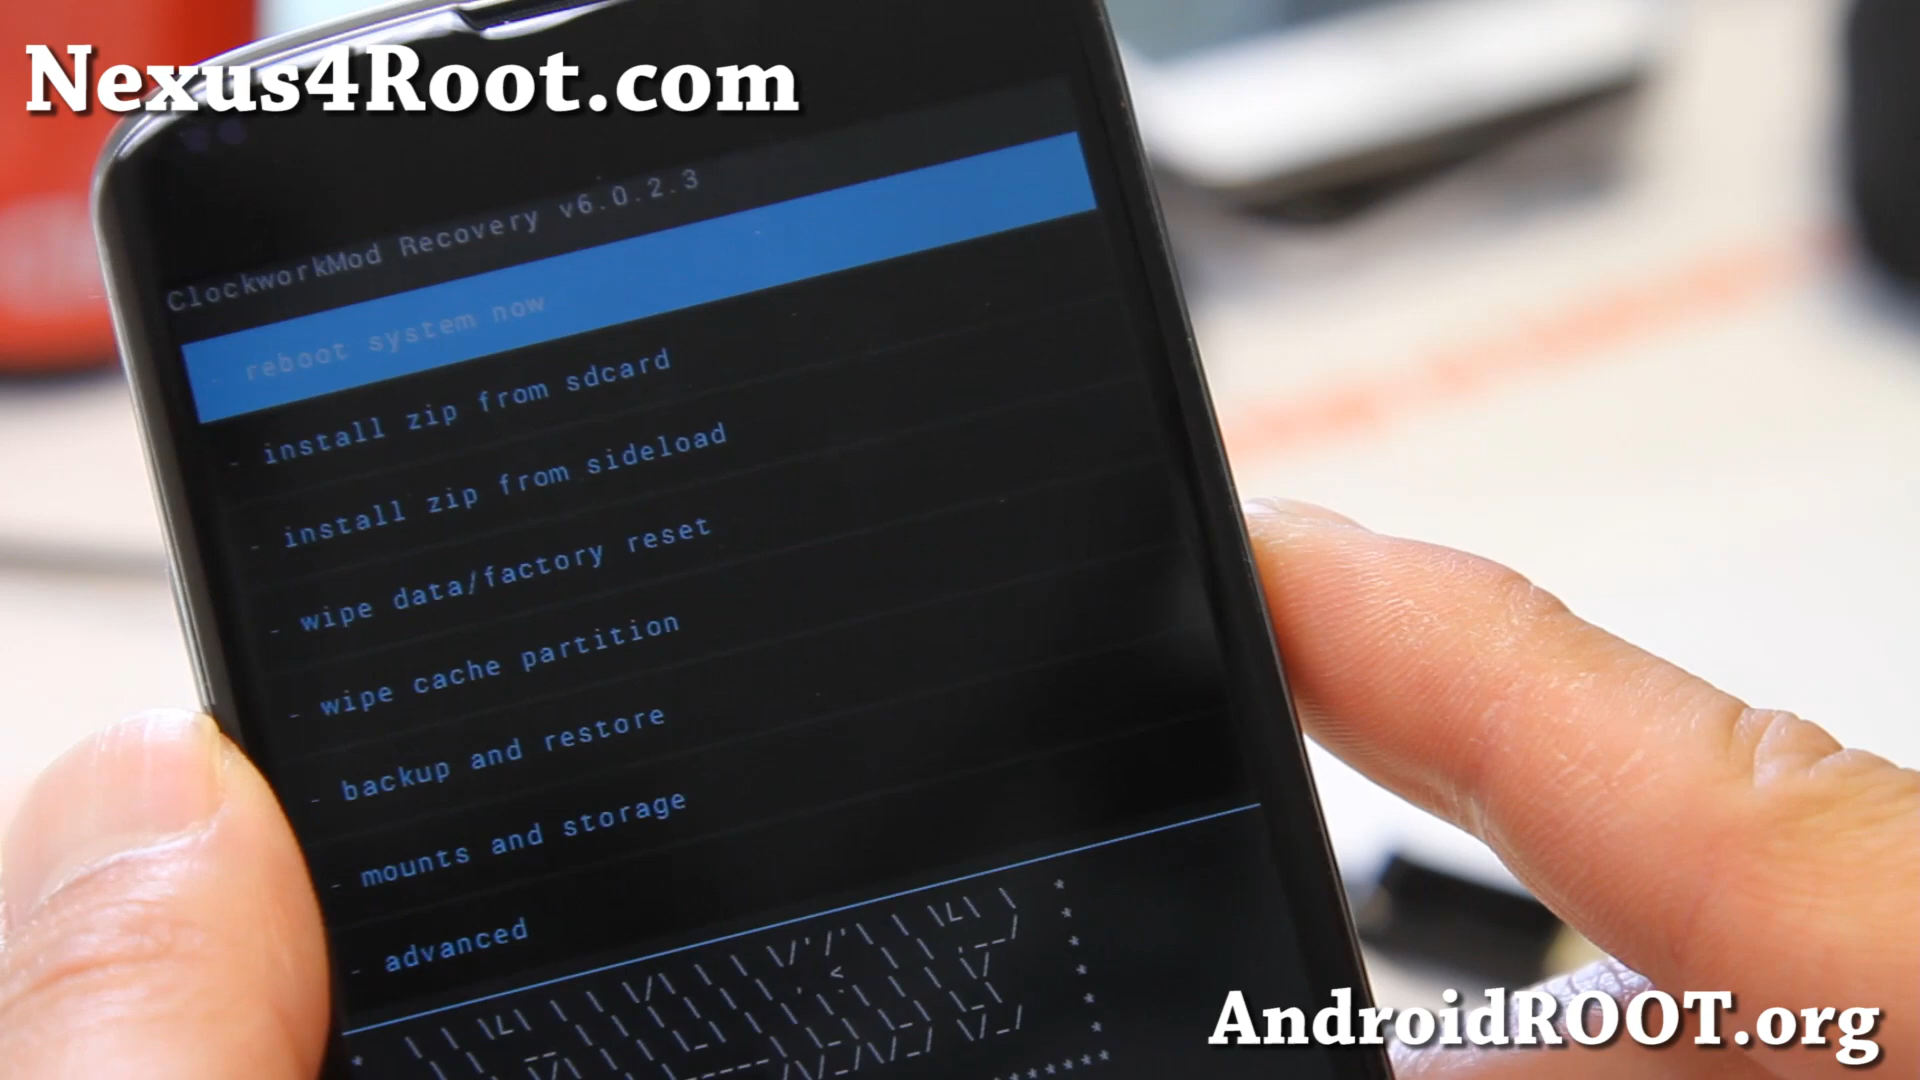 Nexus4Root.com
ClockworkMod Recovery v6.0.2.3
- reboot system now
- install zip from sdcard
- install zip from sideload
- wipe data/factory reset
- wipe cache partition
- backup and restore
- mounts and storage
- advanced
AndroidROOT.org